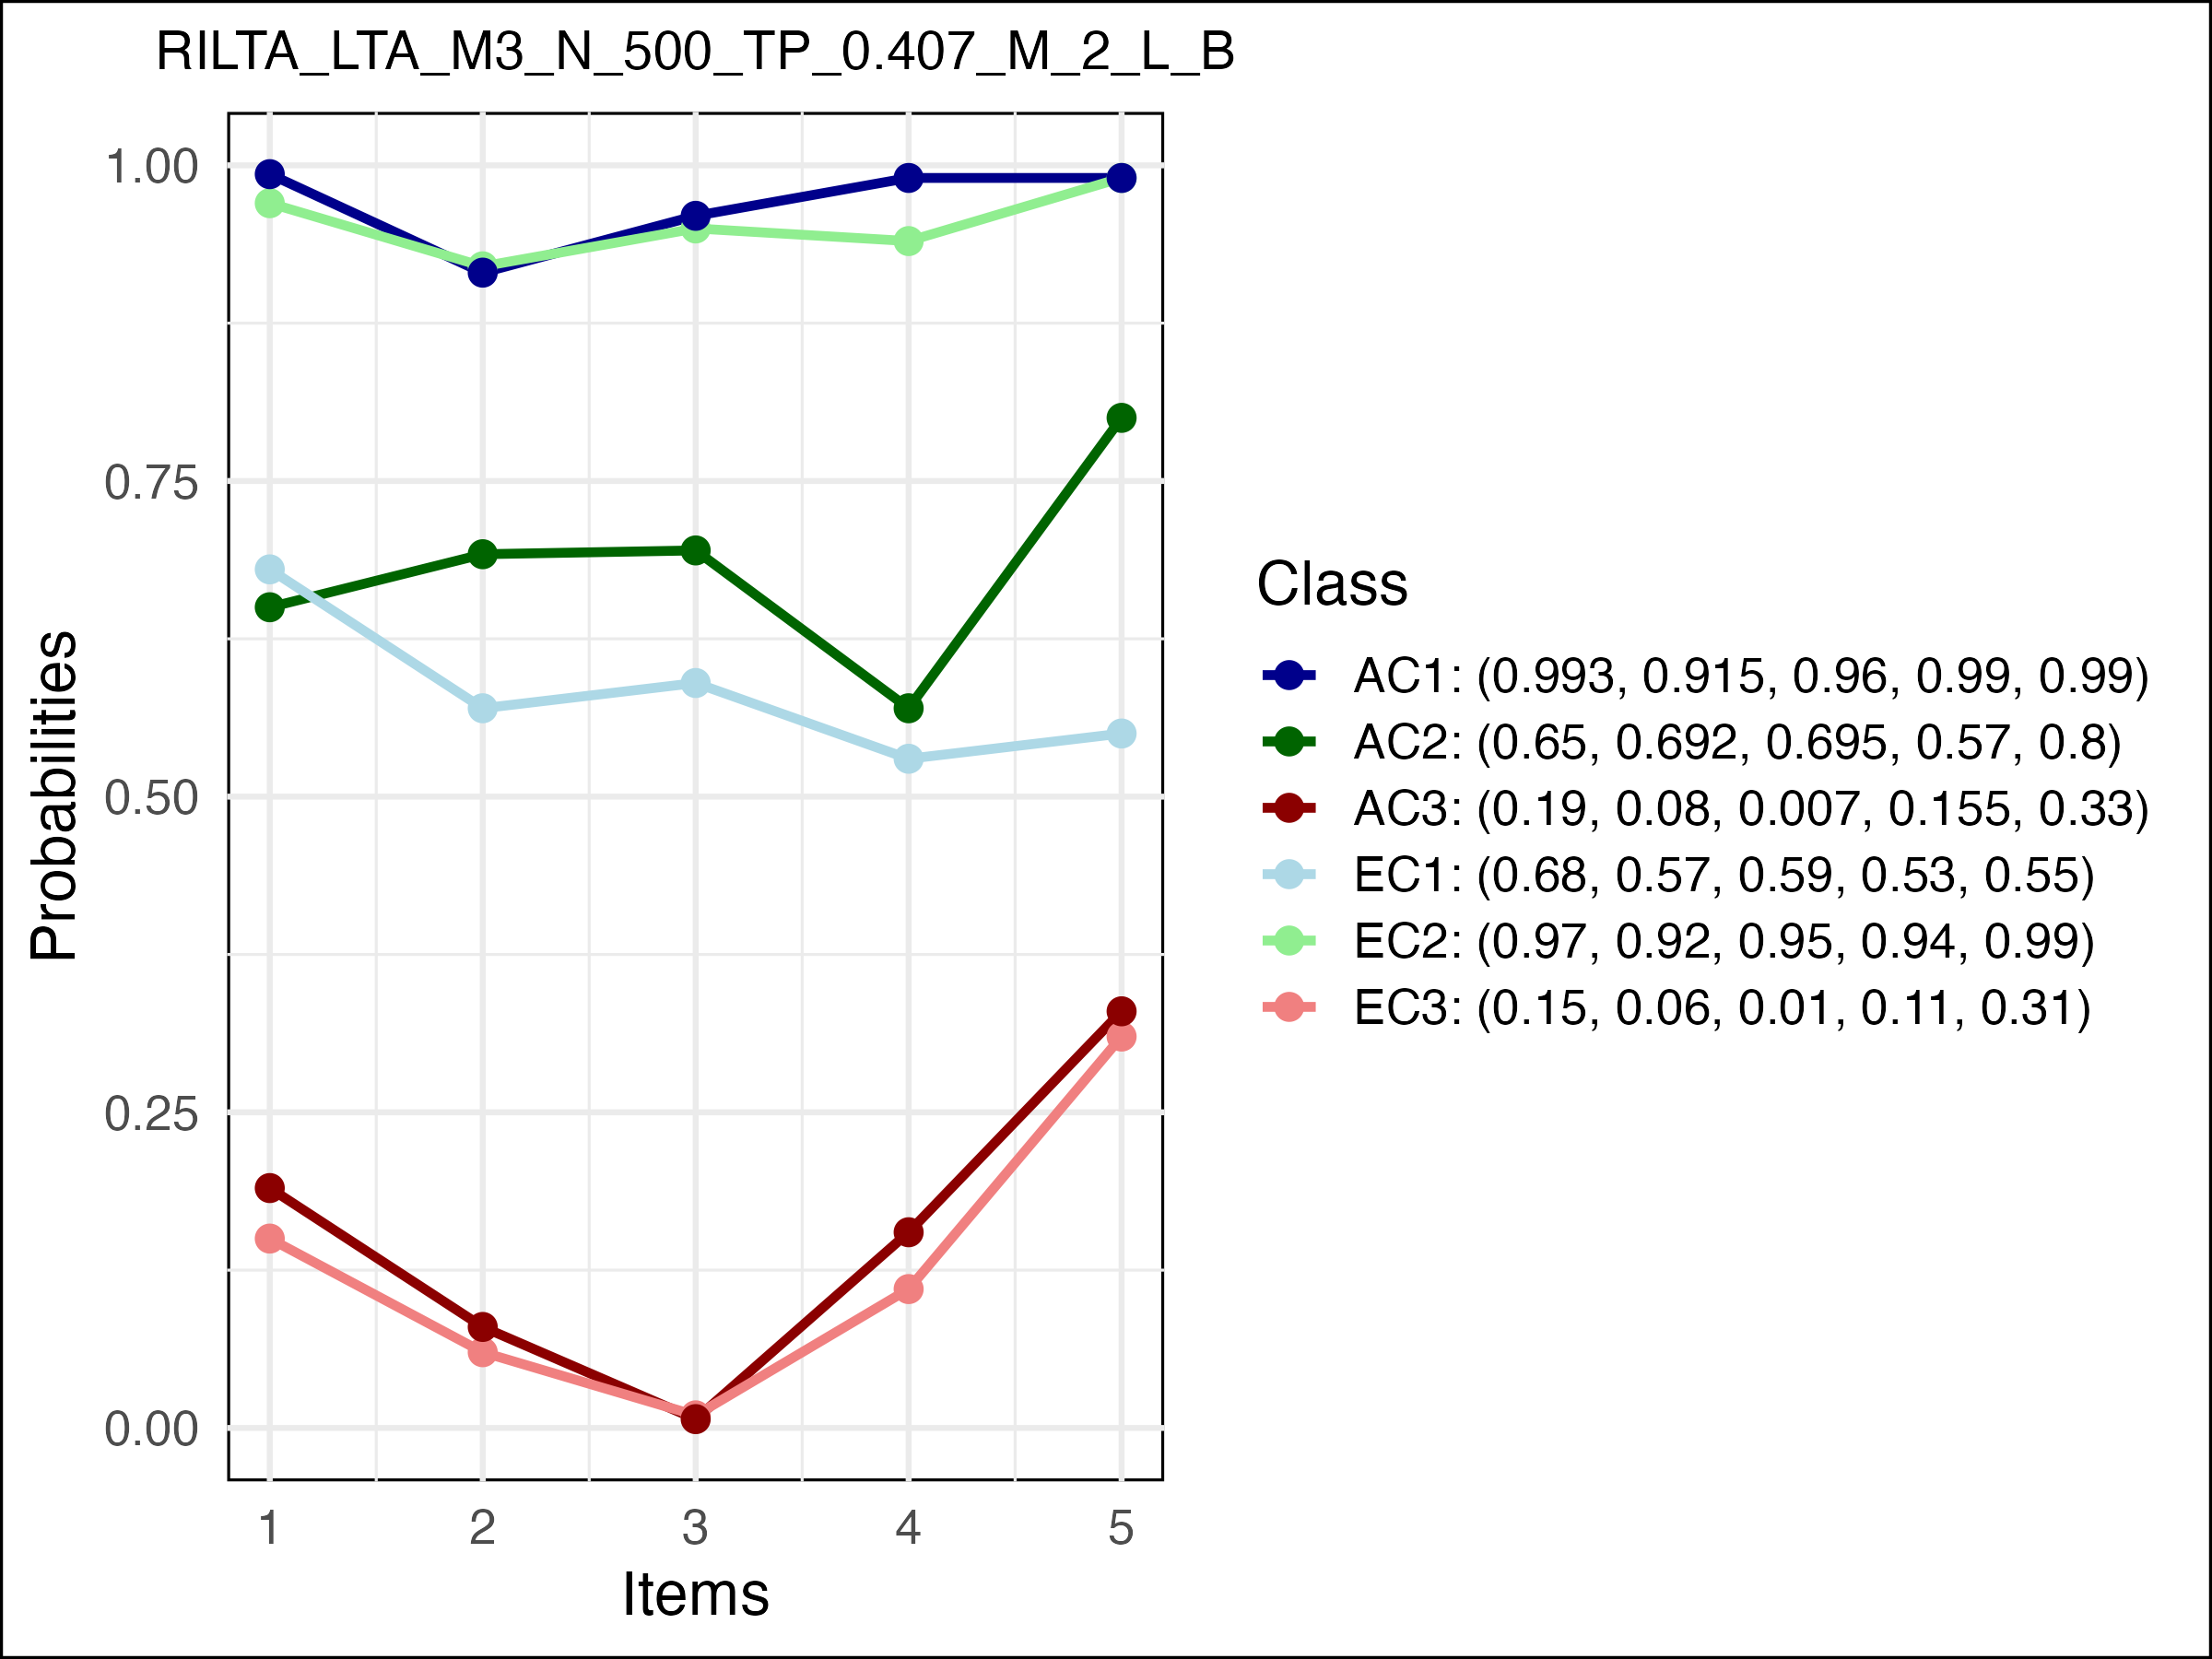 RILTA_LTA_M3_N_500_TP_0.407_M_2_L_B
1.00
0.75
0.50
0.25
0.00
Probabilities
1 2 3 4 5
Items
Class
AC1: (0.993, 0.915, 0.96, 0.99, 0.99)
AC2: (0.65, 0.692, 0.695, 0.57, 0.8)
AC3: (0.19, 0.08, 0.007, 0.155, 0.33)
EC1: (0.68, 0.57, 0.59, 0.53, 0.55)
EC2: (0.97, 0.92, 0.95, 0.94, 0.99)
EC3: (0.15, 0.06, 0.01, 0.11, 0.31)